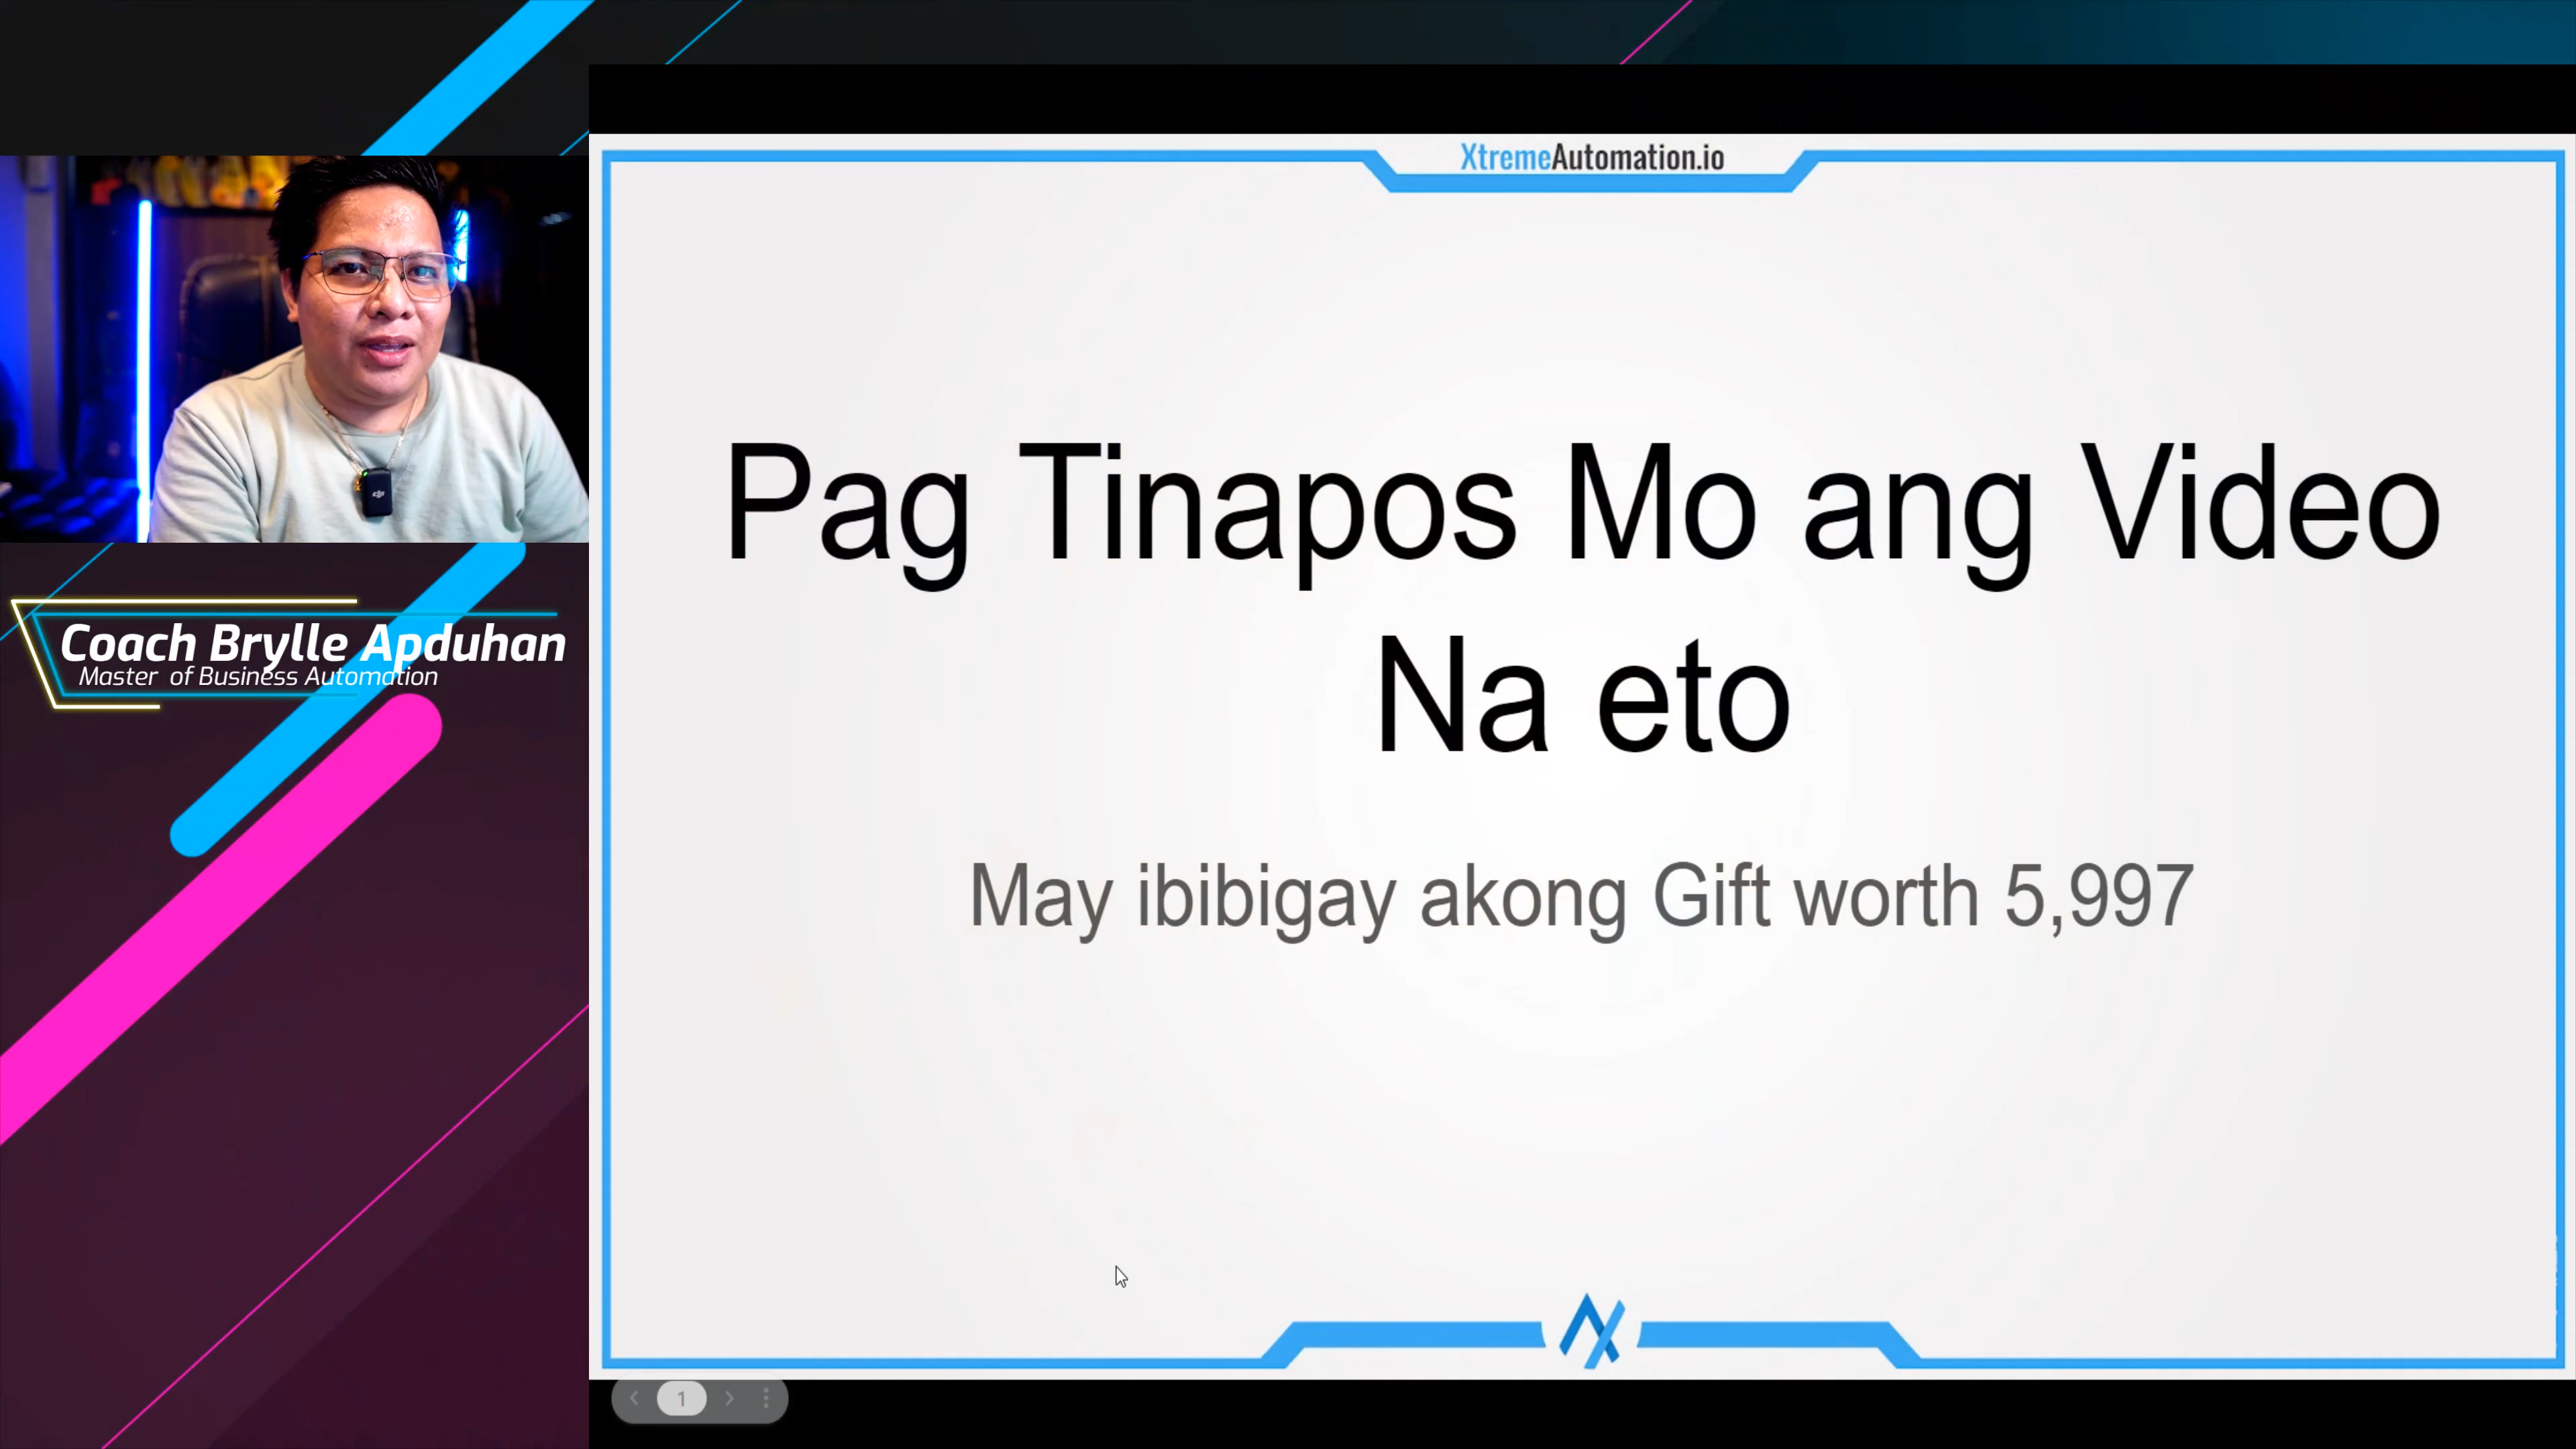 XtremeAutomation.io
Pag Tinapos Mo ang Video
Na eto
May ibibigay akong Gift worth 5,997
Coach Brylle Apduhan
Master of Business Automation
dji
1